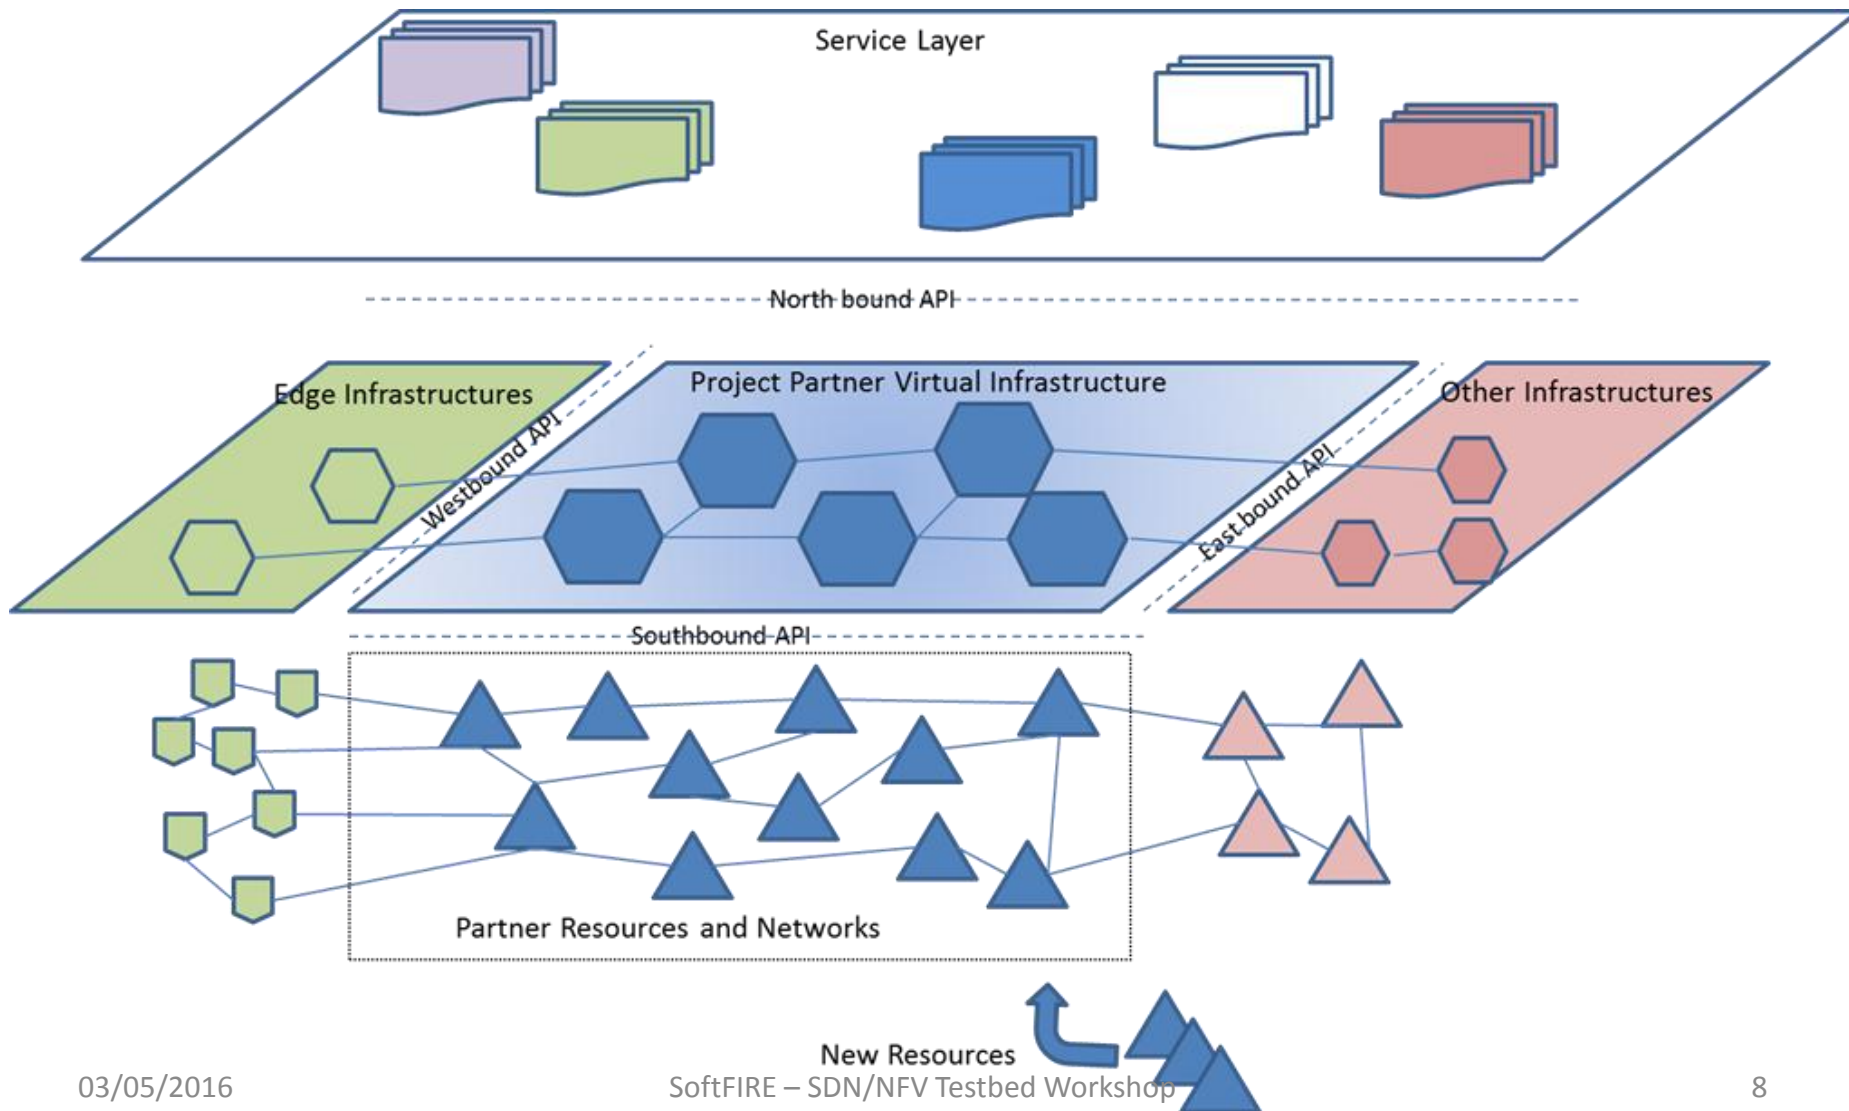 Service Layer
North bound API
Edge Infrastructures
Project Partner Virtual Infrastructure
Other Infrastructures
Westbound API
East bound API
Southbound API
Partner Resources and Networks
New Resources
03/05/2016
SoftFIRE – SDN/NFV Testbed Workshop
8